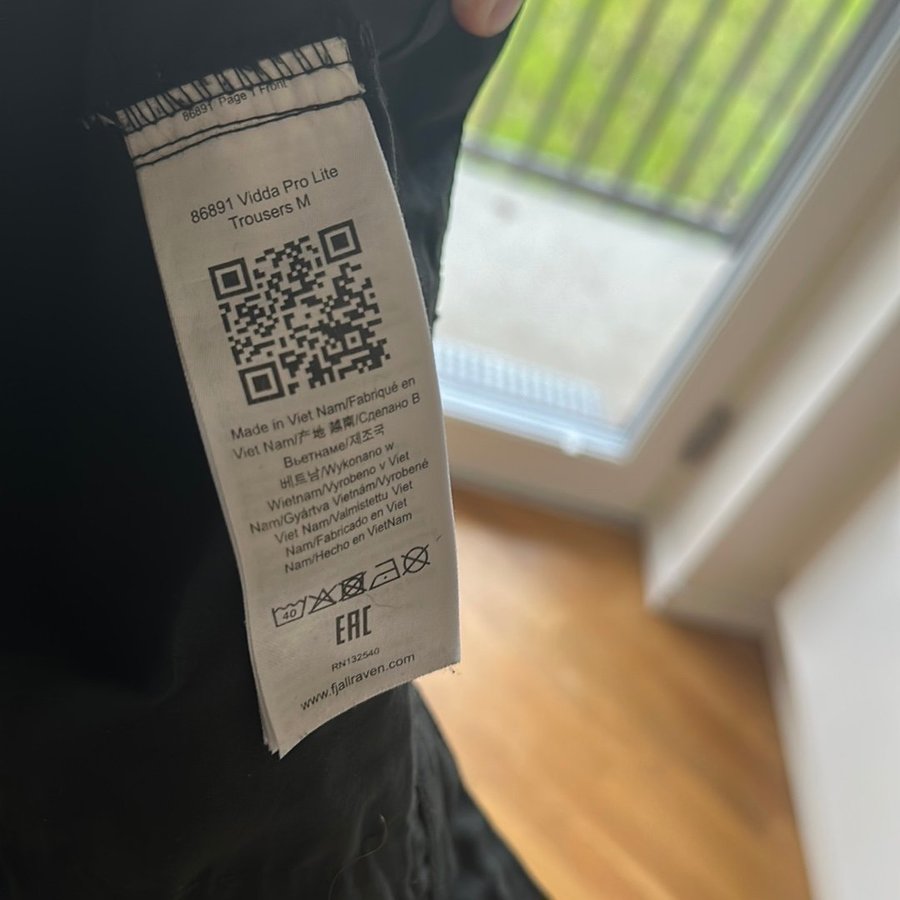 86891 Page 1 Front
86891 Vidda Pro Lite
Trousers M
Made in Viet Nam/Fabriqué en
Viet Nam/产地 越南/Сделано В
Вьетнаме/제조국
베트남/Wykonano w
Wietnam/Vyrobeno v Viet
Nam/Gyártva Vietnám/Vyrobené
Viet Nam/Valmistettu Viet
Nam/Fabricado en Viet
Nam/Hecho en VietNam
40
EAC
RN132540
www.fjallraven.com